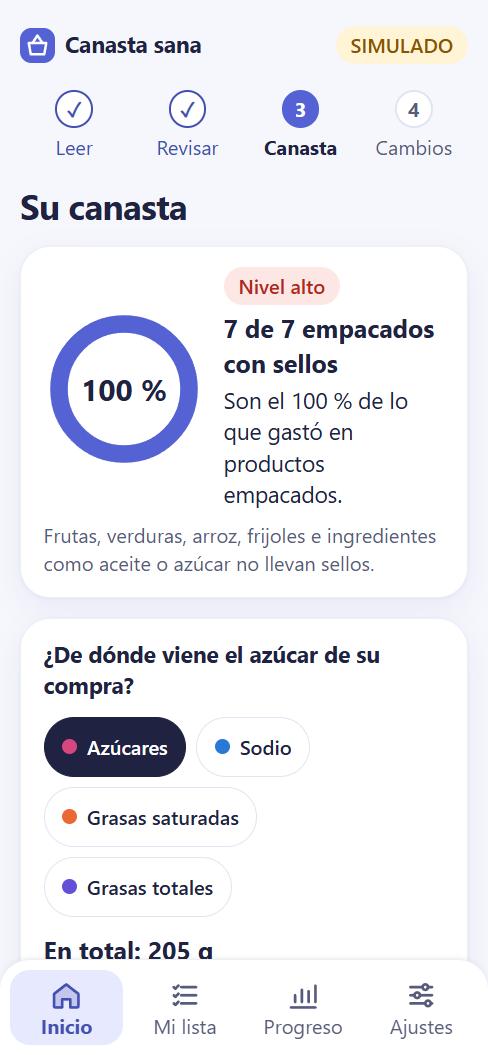 Canasta sana
SIMULADO
3
4
Leer
Revisar
Canasta
Cambios
Su canasta
Nivel alto
7 de 7 empacados
con sellos
100 %
Son el 100 % de lo
que gastó en
productos
empacados.
Frutas, verduras, arroz, frijoles e ingredientes
como aceite o azúcar no llevan sellos.
¿De dónde viene el azúcar de su
compra?
Azúcares
Sodio
Grasas saturadas
Grasas totales
En total: 205 g
Inicio
Mi lista
Progreso
Ajustes